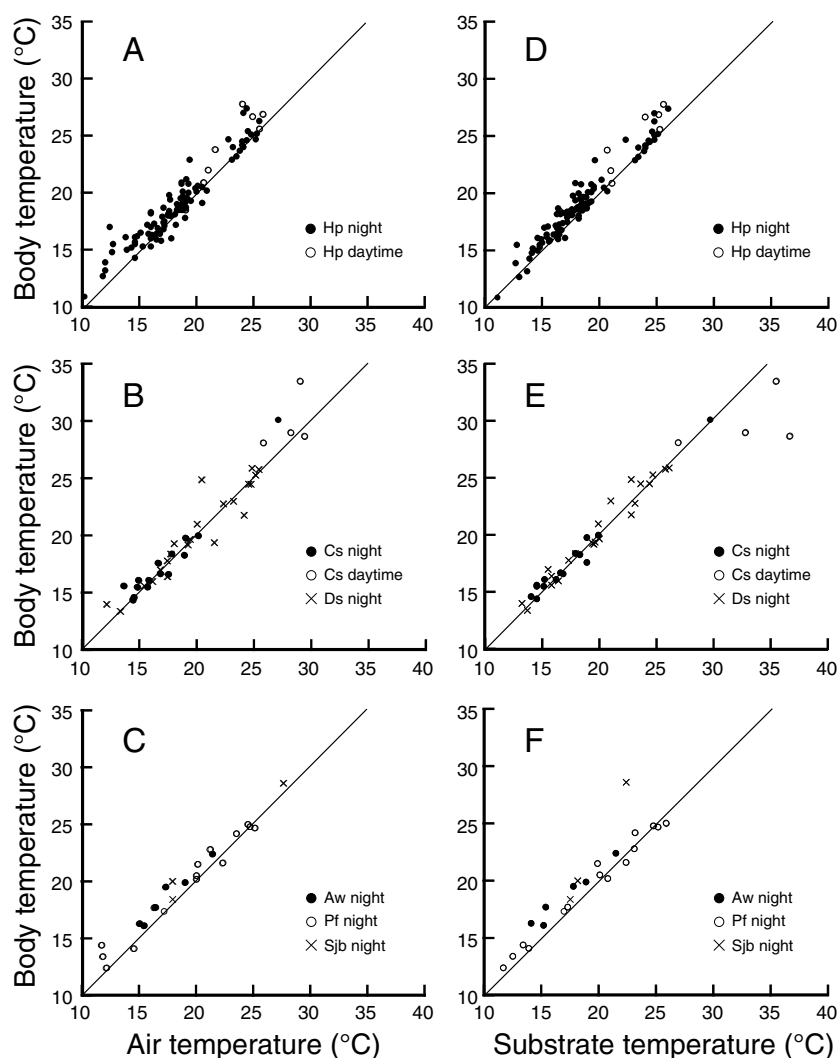 A
Body temperature (°C)
35
30
25
20
15
10
10 15 20 25 30 35 40
Hp night
Hp daytime
D
35
30
25
20
15
10
10 15 20 25 30 35 40
Hp night
Hp daytime
B
Body temperature (°C)
35
30
25
20
15
10
10 15 20 25 30 35 40
Cs night
Cs daytime
Ds night
E
35
30
25
20
15
10
10 15 20 25 30 35 40
Cs night
Cs daytime
Ds night
C
Body temperature (°C)
35
30
25
20
15
10
10 15 20 25 30 35 40
Aw night
Pf night
Sjb night
Air temperature (°C)
F
35
30
25
20
15
10
10 15 20 25 30 35 40
Aw night
Pf night
Sjb night
Substrate temperature (°C)